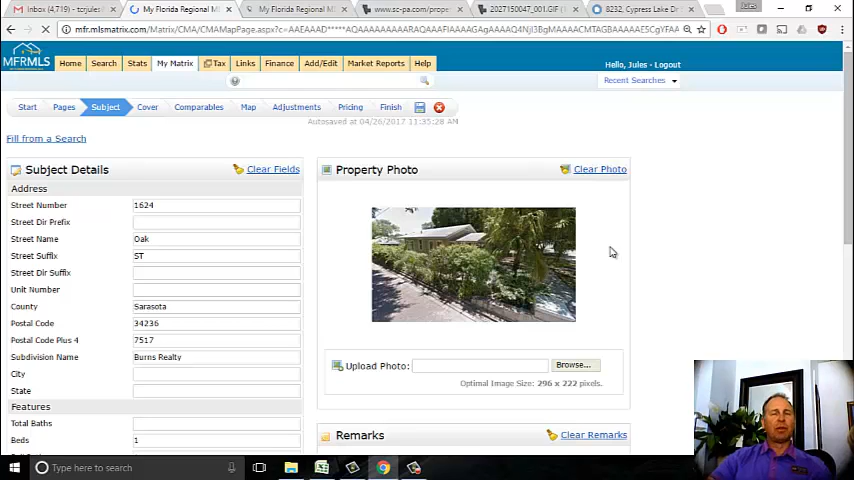 Inbox (4,719) - tcrjules
My Florida Regional M
My Florida Regional M
www.sc-pa.com/proper
2027150047_001.GIF (
8232, Cypress Lake Dr
Jules
mfr.mlsmatrix.com/Matrix/CMA/CMAMapPage.aspx?c=
MFRMLS
Home Search Stats My Matrix Tax Links Finance Add/Edit Market Reports Help
Hello, Jules - Logout
Recent Searches
Start Pages Subject Cover Comparables Map Adjustments Pricing Finish
Autosaved at 04/26/2017 11:35:28 AM
Fill from a Search
Subject Details Clear Fields
Property Photo Clear Photo
Address
Street Number 1624
Street Dir Prefix
Street Name Oak
Street Suffix ST
Street Dir Suffix
Unit Number
County Sarasota
Postal Code 34236
Postal Code Plus 4 7517
Subdivision Name Burns Realty
City
State
Features
Total Baths
Beds 1
Upload Photo: Browse...
Optimal Image Size: 296 x 222 pixels.
Remarks Clear Remarks
Type here to search